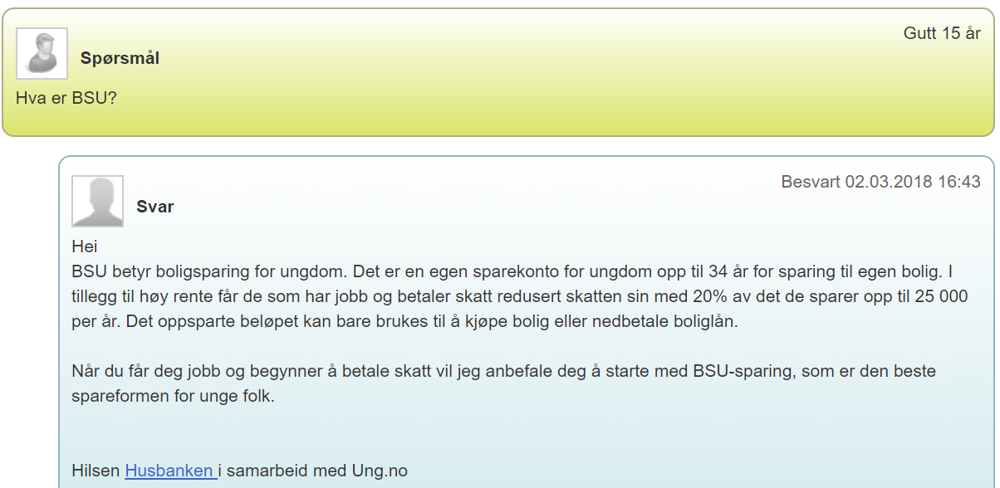 Gutt 15 år
Spørsmål
Hva er BSU?
Besvart 02.03.2018 16:43
Svar
Hei
BSU betyr boligsparing for ungdom. Det er en egen sparekonto for ungdom opp til 34 år for sparing til egen bolig. I
tillegg til høy rente får de som har jobb og betaler skatt redusert skatten sin med 20% av det de sparer opp til 25 000
per år. Det oppsparte beløpet kan bare brukes til å kjøpe bolig eller nedbetale boliglån.
Når du får deg jobb og begynner å betale skatt vil jeg anbefale deg å starte med BSU-sparing, som er den beste
spareformen for unge folk.
Hilsen Husbanken i samarbeid med Ung.no